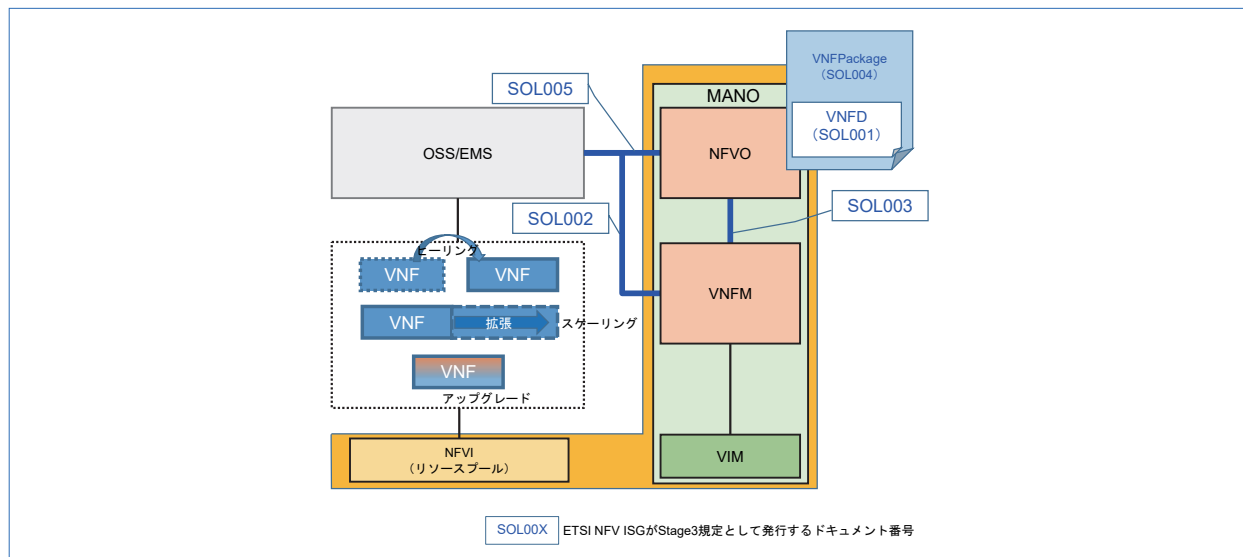 VNFPackage
（SOL004）
VNFD
（SOL001）
SOL005
MANO
OSS/EMS
NFVO
SOL002
SOL003
ヒーリング
VNF
VNF
VNFM
VNF
拡張
スケーリング
VNF
アップグレード
NFVI
（リソースプール）
VIM
SOL00X
ETSI NFV ISGがStage3規定として発行するドキュメント番号